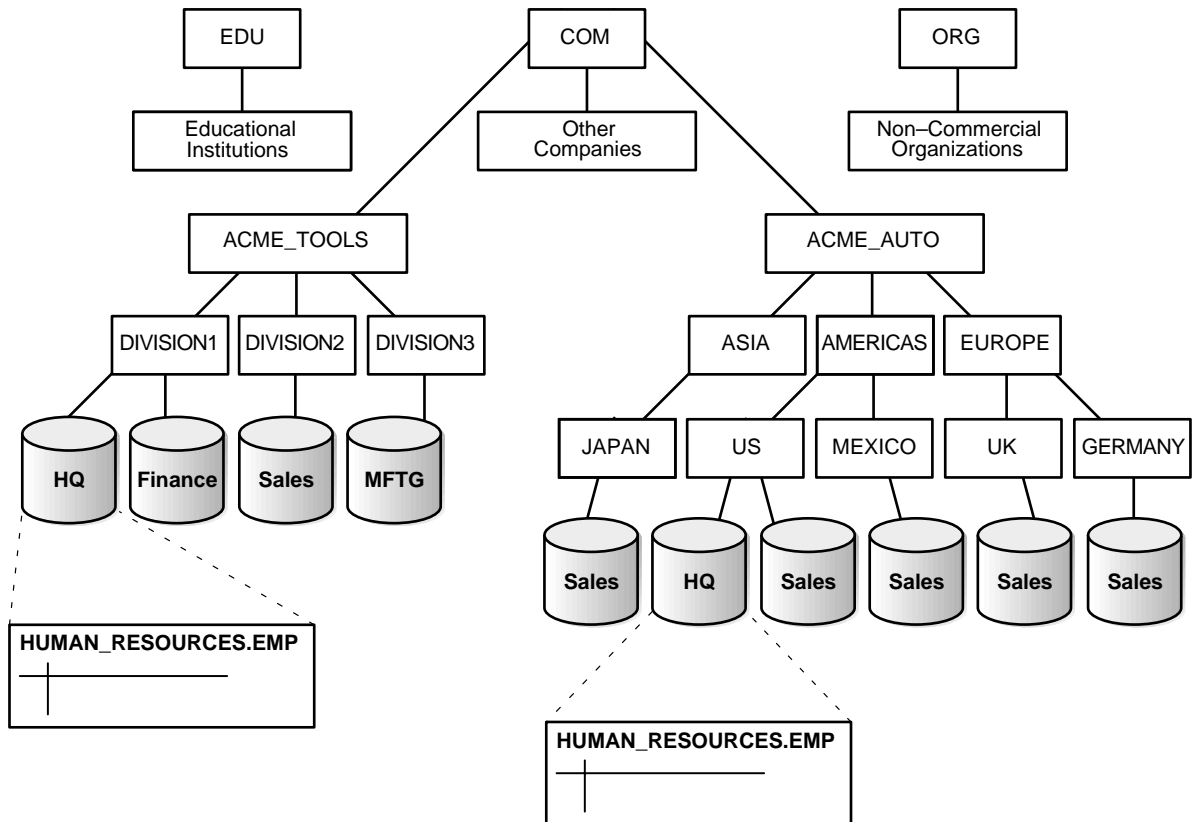 EDU
COM
ORG
Educational
Institutions
Other
Companies
Non–Commercial
Organizations
ACME_TOOLS
ACME_AUTO
DIVISION1
DIVISION2
DIVISION3
ASIA
AMERICAS
EUROPE
HQ
Finance
Sales
MFTG
JAPAN
US
MEXICO
UK
GERMANY
Sales
HQ
Sales
Sales
Sales
Sales
HUMAN_RESOURCES.EMP
HUMAN_RESOURCES.EMP